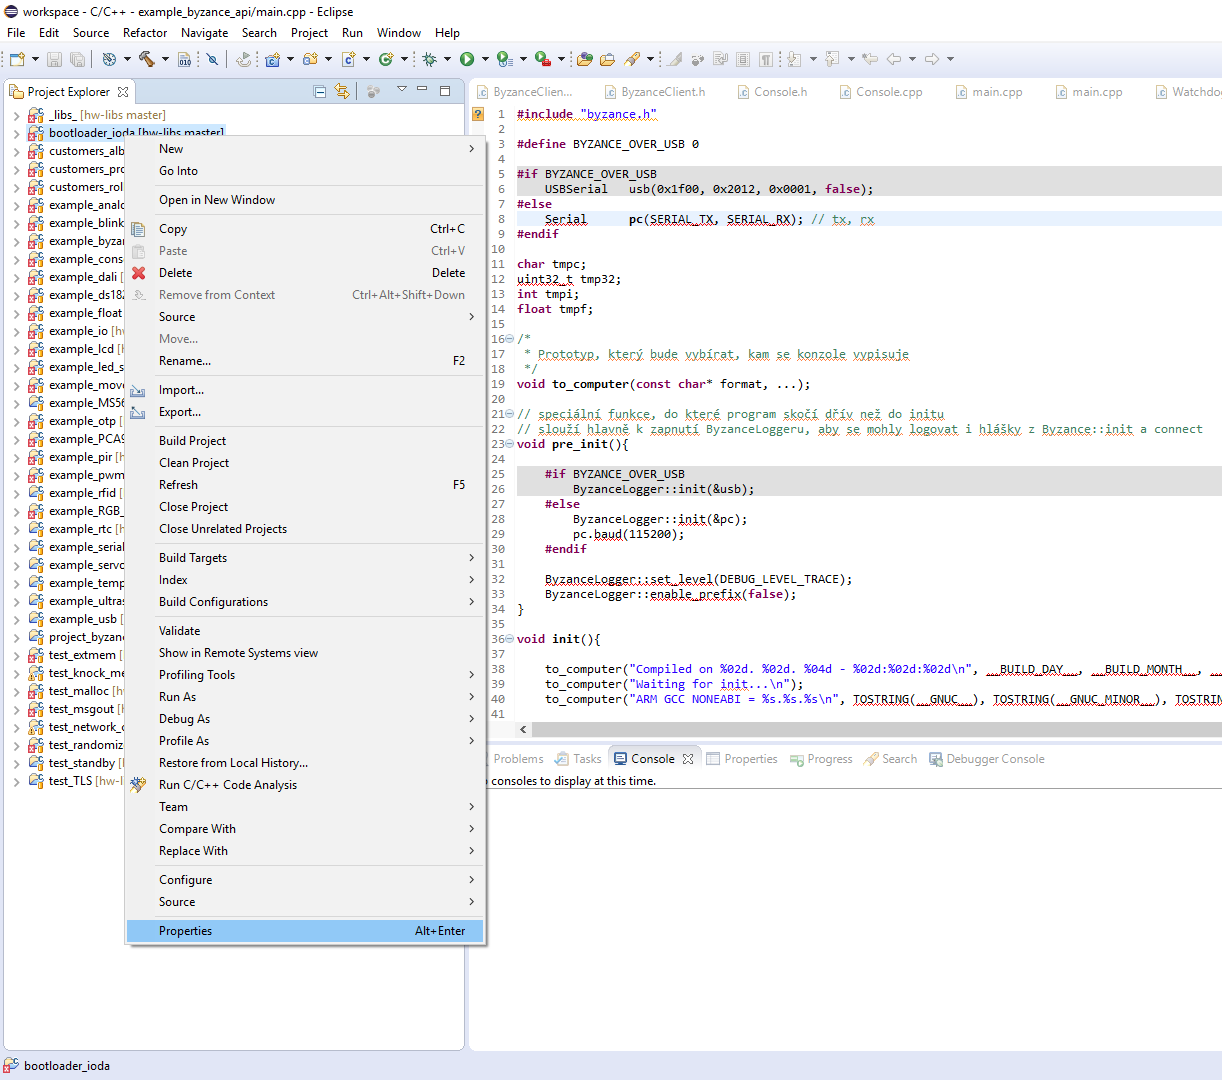 workspace - C/C++ - example_byzance_api/main.cpp - Eclipse
File Edit Source Refactor Navigate Search Project Run Window Help
Project Explorer
_libs_ [hw-libs master]
bootloader_ioda [hw-libs master]
customers_alb
customers_pro
customers_rol
example_analo
example_blink
example_byza
example_cons
example_dali [
example_ds182
example_float
example_io [hw
example_lcd [h
example_led_s
example_move
example_MS56
example_otp [
example_PCA9
example_pir [h
example_pwm
example_rfid [
example_RGB_
example_rtc [h
example_serial
example_servo
example_temp
example_ultras
example_usb [
project_byzan
test_extmem [
test_knock_me
test_malloc [hw
test_msgout [h
test_network_c
test_randomiz
test_standby [h
test_TLS [hw-l
New
Go Into
Open in New Window
Copy Ctrl+C
Paste Ctrl+V
Delete Delete
Remove from Context Ctrl+Alt+Shift+Down
Source
Move...
Rename... F2
Import...
Export...
Build Project
Clean Project
Refresh F5
Close Project
Close Unrelated Projects
Build Targets
Index
Build Configurations
Validate
Show in Remote Systems view
Profiling Tools
Run As
Debug As
Profile As
Restore from Local History...
Run C/C++ Code Analysis
Team
Compare With
Replace With
Configure
Source
Properties Alt+Enter
ByzanceClien... ByzanceClient.h Console.h Console.cpp main.cpp main.cpp Watchdo
1 #include "byzance.h"
2
3 #define BYZANCE_OVER_USB 0
4
5 #if BYZANCE_OVER_USB
6 USBSerial usb(0x1f00, 0x2012, 0x0001, false);
7 #else
8 Serial pc(SERIAL_TX, SERIAL_RX); // tx, rx
9 #endif
10
11 char tmpc;
12 uint32_t tmp32;
13 int tmpi;
14 float tmpf;
15
16 /*
17 * Prototyp, který bude vybírat, kam se konzole vypisuje
18 */
19 void to_computer(const char* format, ...);
20
21 // speciální funkce, do které program skočí dřív než do initu
22 // slouží hlavně k zapnutí ByzanceLoggeru, aby se mohly logovat i hlášky z Byzance::init a connect
23 void pre_init(){
24
25 #if BYZANCE_OVER_USB
26 ByzanceLogger::init(&usb);
27 #else
28 ByzanceLogger::init(&pc);
29 pc.baud(115200);
30 #endif
31
32 ByzanceLogger::set_level(DEBUG_LEVEL_TRACE);
33 ByzanceLogger::enable_prefix(false);
34 }
35
36 void init(){
37
38 to_computer("Compiled on %02d. %02d. %04d - %02d:%02d:%02d\n", __BUILD_DAY__, __BUILD_MONTH__,
39 to_computer("Waiting for init...\n");
40 to_computer("ARM GCC NONEABI = %s.%s.%s\n", TOSTRING(__GNUC__), TOSTRING(__GNUC_MINOR__), TOSTRIN
41
Problems Tasks Console Properties Progress Search Debugger Console
consoles to display at this time.
bootloader_ioda